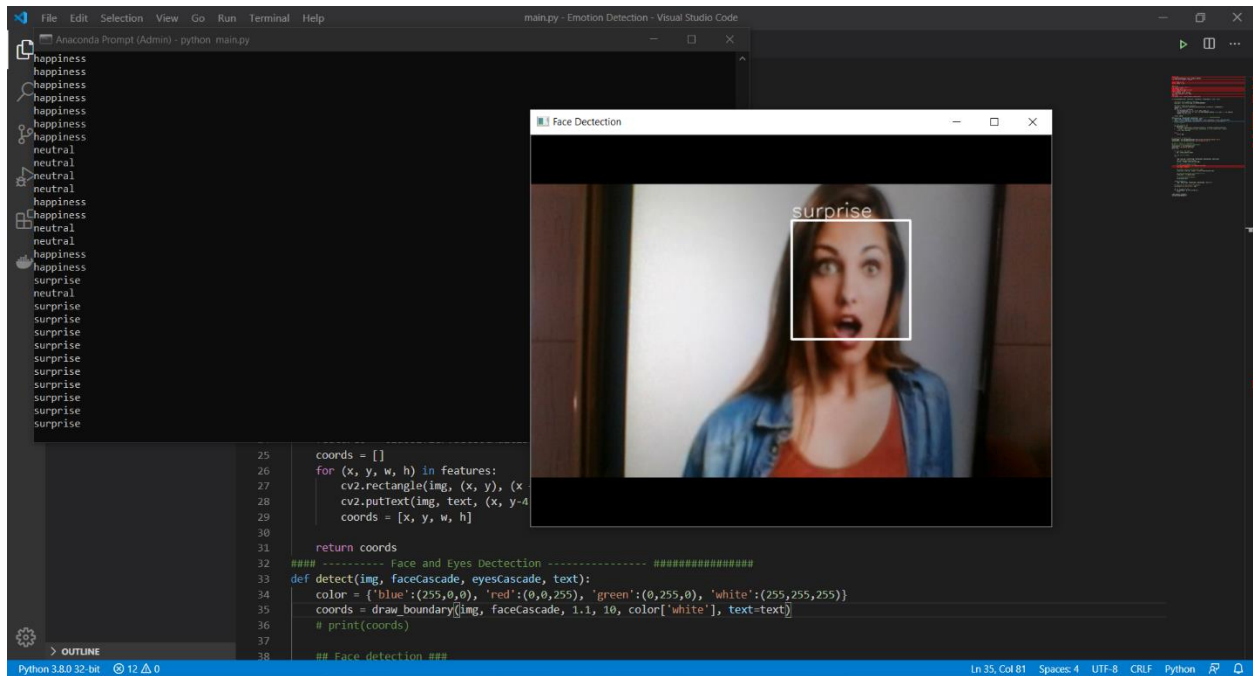 File Edit Selection View Go Run Terminal Help
main.py - Emotion Detection - Visual Studio Code
Anaconda Prompt (Admin) - python main.py
happiness
happiness
happiness
happiness
happiness
happiness
happiness
neutral
neutral
neutral
neutral
happiness
happiness
neutral
neutral
happiness
happiness
surprise
neutral
surprise
surprise
surprise
surprise
surprise
surprise
surprise
surprise
surprise
surprise
Face Dectection
surprise
25 coords = []
26 for (x, y, w, h) in features:
27 cv2.rectangle(img, (x, y), (x
28 cv2.putText(img, text, (x, y-4
29 coords = [x, y, w, h]
30
31 return coords
32 #### ---------- Face and Eyes Dectection ---------------- ################
33 def detect(img, faceCascade, eyesCascade, text):
34 color = {'blue':(255,0,0), 'red':(0,0,255), 'green':(0,255,0), 'white':(255,255,255)}
35 coords = draw_boundary(img, faceCascade, 1.1, 10, color['white'], text=text)
36 # print(coords)
37
38 ## Face detection ###
> OUTLINE
Python 3.8.0 32-bit 12 0
Ln 35, Col 81 Spaces: 4 UTF-8 CRLF Python